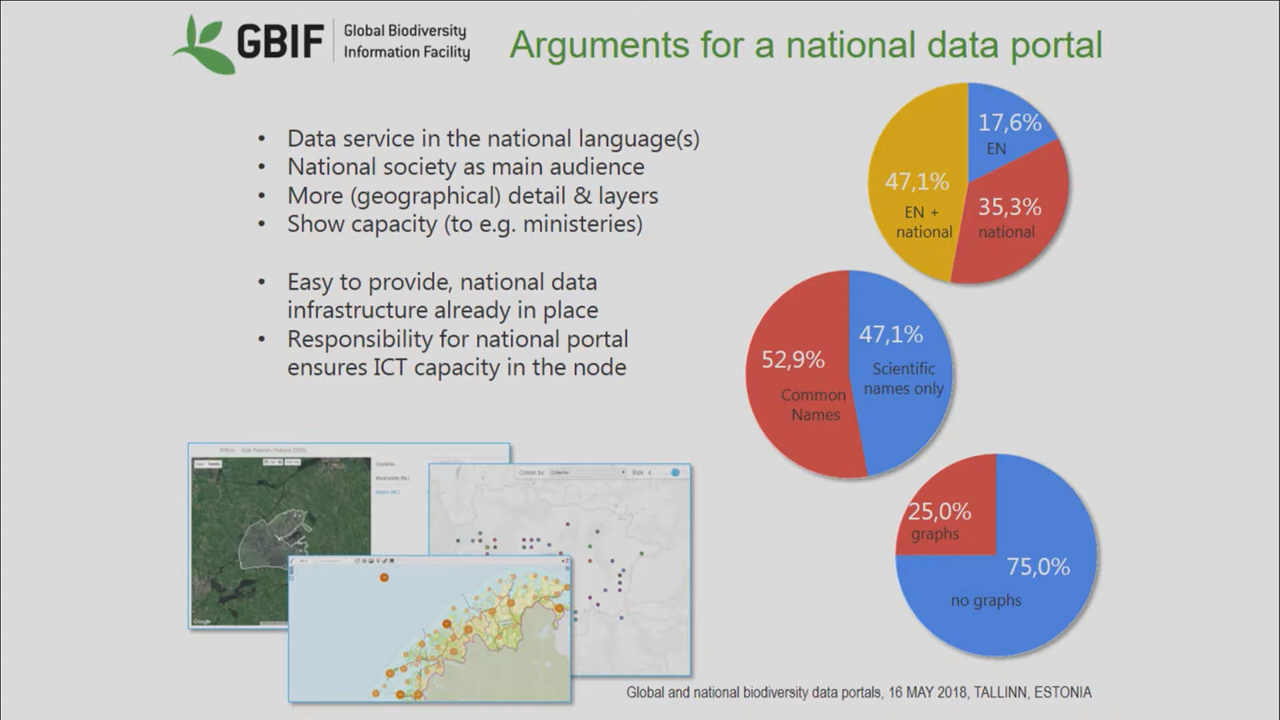 GBIF
Global Biodiversity
Information Facility
Arguments for a national data portal
• Data service in the national language(s)
• National society as main audience
• More (geographical) detail & layers
• Show capacity (to e.g. ministeries)
• Easy to provide, national data
infrastructure already in place
• Responsibility for national portal
ensures ICT capacity in the node
17,6%
EN
47,1%
EN +
national
35,3%
national
52,9%
Common
Names
47,1%
Scientific
names only
25,0%
graphs
75,0%
no graphs
Colour by:
Size
Google
Global and national biodiversity data portals, 16 MAY 2018, TALLINN, ESTONIA